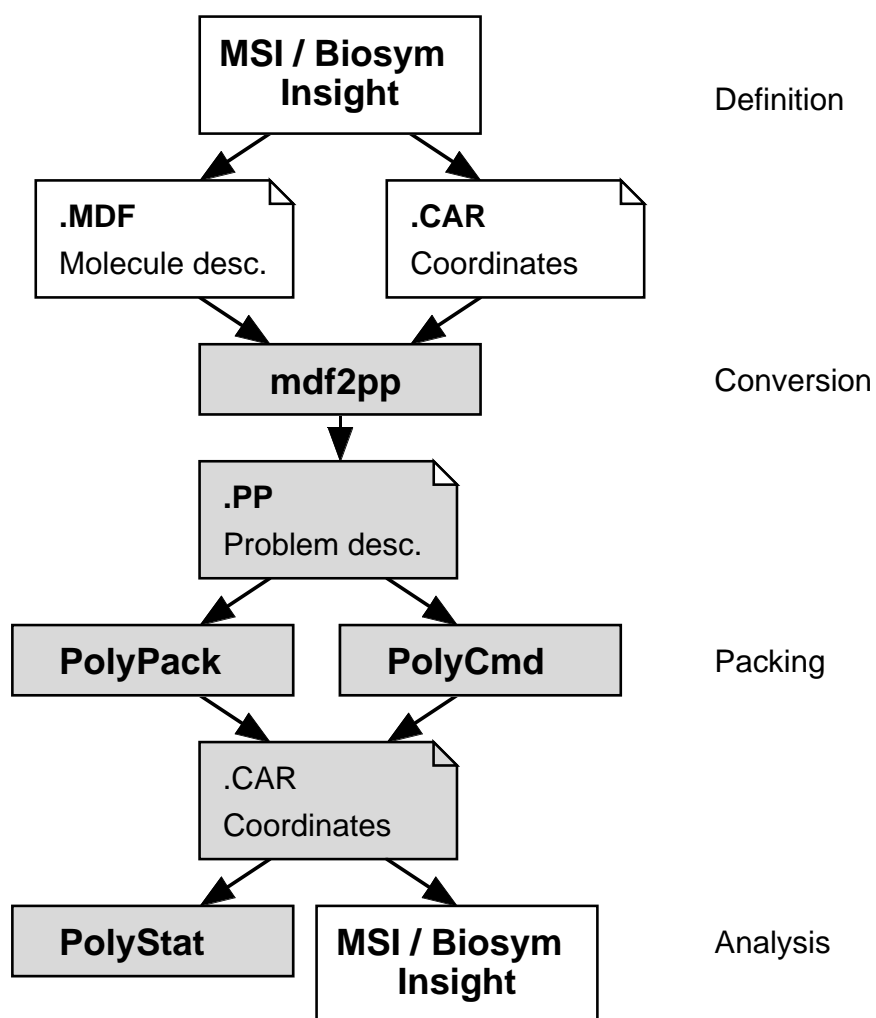 MSI / Biosym
Insight
Definition
.MDF
Molecule desc.
.CAR
Coordinates
mdf2pp
Conversion
.PP
Problem desc.
PolyPack
PolyCmd
Packing
.CAR
Coordinates
PolyStat
MSI / Biosym
Insight
Analysis